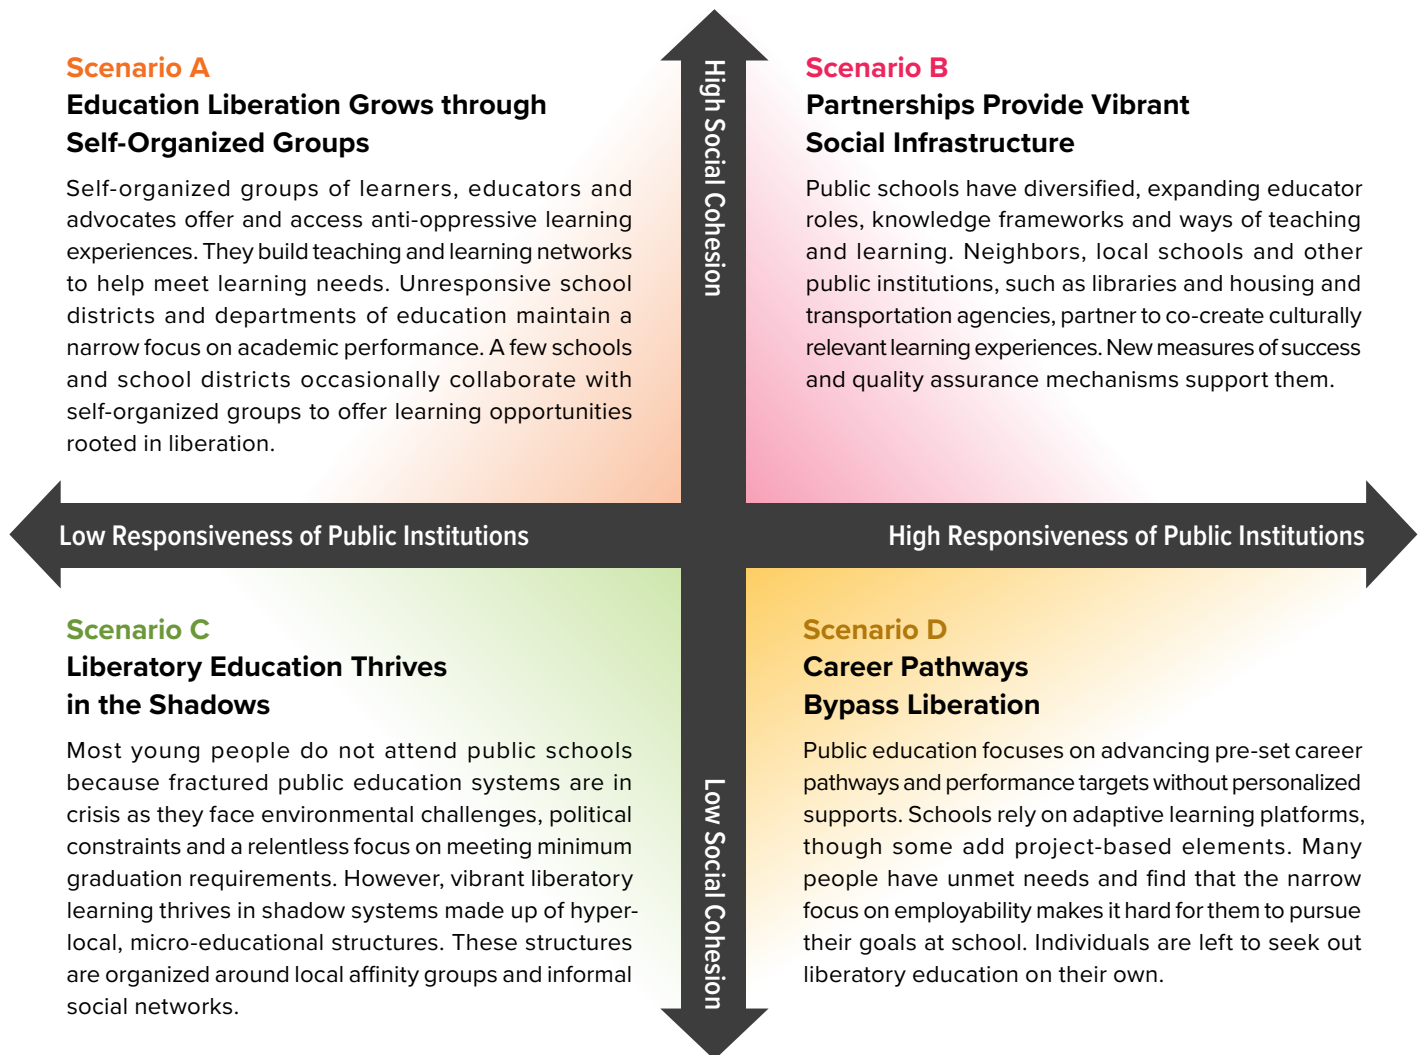 Scenario A
Education Liberation Grows through
Self-Organized Groups
Self-organized groups of learners, educators and
advocates offer and access anti-oppressive learning
experiences. They build teaching and learning networks
to help meet learning needs. Unresponsive school
districts and departments of education maintain a
narrow focus on academic performance. A few schools
and school districts occasionally collaborate with
self-organized groups to offer learning opportunities
rooted in liberation.
High Social Cohesion
Scenario B
Partnerships Provide Vibrant
Social Infrastructure
Public schools have diversified, expanding educator
roles, knowledge frameworks and ways of teaching
and learning. Neighbors, local schools and other
public institutions, such as libraries and housing and
transportation agencies, partner to co-create culturally
relevant learning experiences. New measures of success
and quality assurance mechanisms support them.
Low Responsiveness of Public Institutions
High Responsiveness of Public Institutions
Scenario C
Liberatory Education Thrives
in the Shadows
Most young people do not attend public schools
because fractured public education systems are in
crisis as they face environmental challenges, political
constraints and a relentless focus on meeting minimum
graduation requirements. However, vibrant liberatory
learning thrives in shadow systems made up of hyper-
local, micro-educational structures. These structures
are organized around local affinity groups and informal
social networks.
Low Social Cohesion
Scenario D
Career Pathways
Bypass Liberation
Public education focuses on advancing pre-set career
pathways and performance targets without personalized
supports. Schools rely on adaptive learning platforms,
though some add project-based elements. Many
people have unmet needs and find that the narrow
focus on employability makes it hard for them to pursue
their goals at school. Individuals are left to seek out
liberatory education on their own.